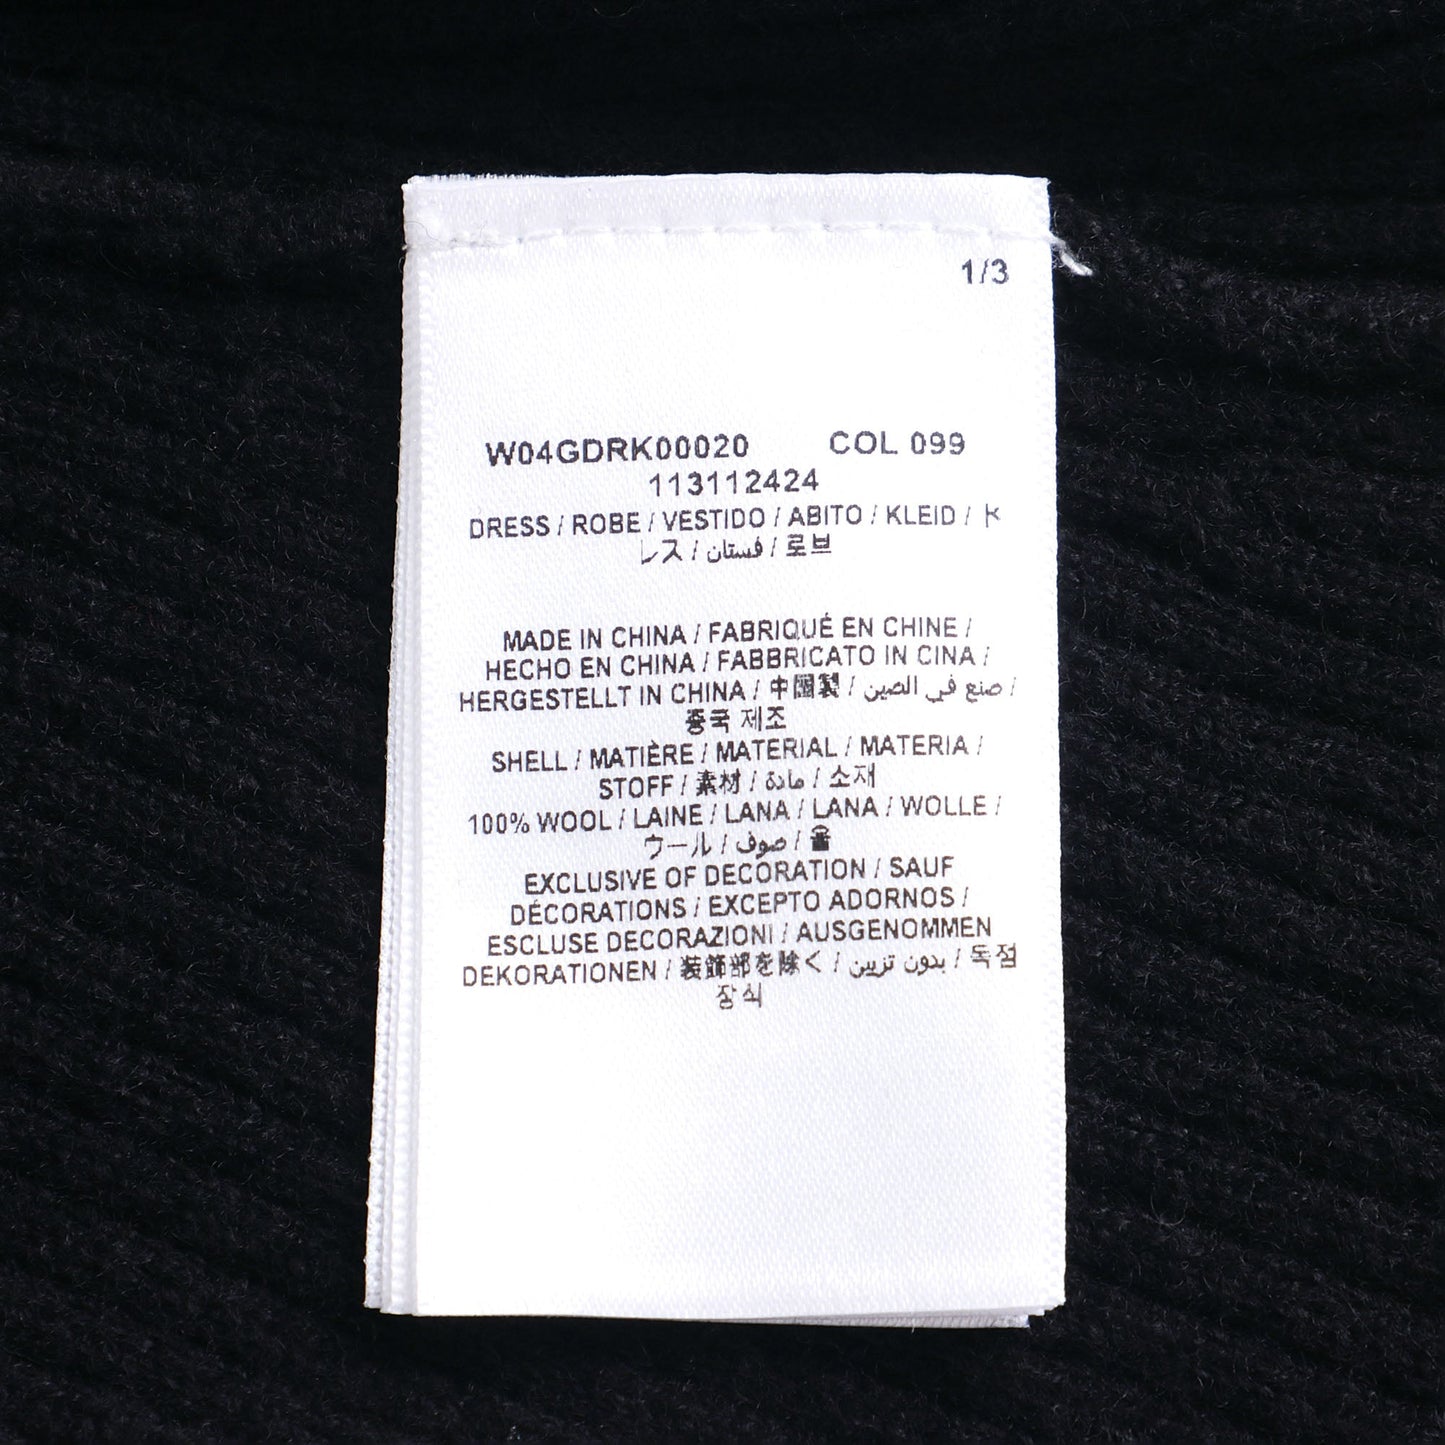 1/3
W04GDRK00020 COL 099
113112424
DRESS / ROBE / VESTIDO / ABITO / KLEID / ド
レス / فستان / 로브
MADE IN CHINA / FABRIQUÉ EN CHINE /
HECHO EN CHINA / FABBRICATO IN CINA /
HERGESTELLT IN CHINA / 中國製 / صنع في الصين /
중국 제조
SHELL / MATIÈRE / MATERIAL / MATERIA /
STOFF / 素材 / مادة / 소재
100% WOOL / LAINE / LANA / LANA / WOLLE /
ウール / صوف / 울
EXCLUSIVE OF DECORATION / SAUF
DÉCORATIONS / EXCEPTO ADORNOS /
ESCLUSE DECORAZIONI / AUSGENOMMEN
DEKORATIONEN / 装飾部を除く / بدون تزيين / 독점
장식